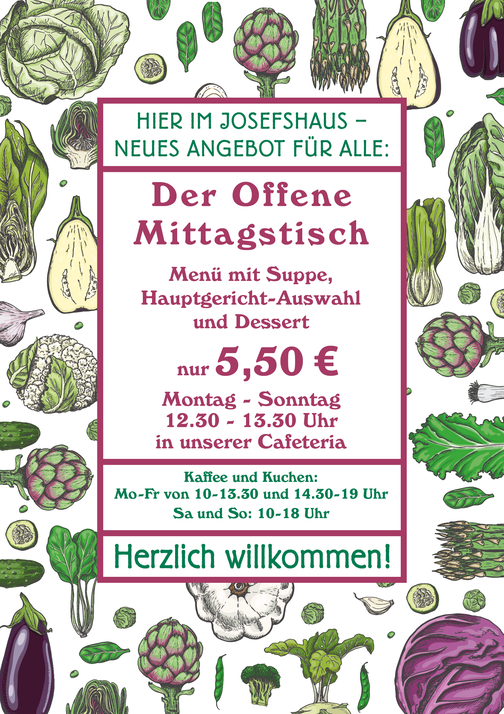 HIER IM JOSEFSHAUS –
NEUES ANGEBOT FÜR ALLE:
Der Offene
Mittagstisch
Menü mit Suppe,
Hauptgericht-Auswahl
und Dessert
nur 5,50 €
Montag - Sonntag
12.30 - 13.30 Uhr
in unserer Cafeteria
Kaffee und Kuchen:
Mo-Fr von 10-13.30 und 14.30-19 Uhr
Sa und So: 10-18 Uhr
Herzlich willkommen!